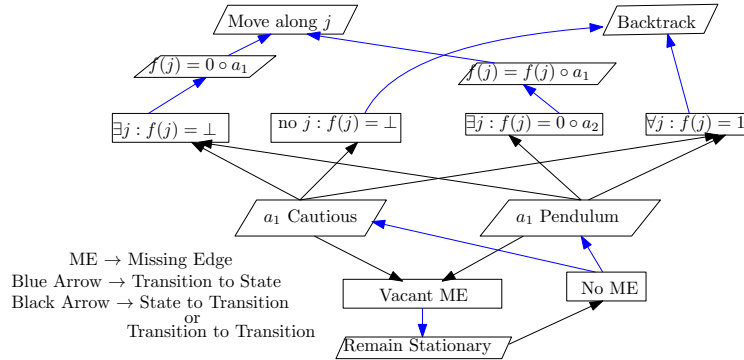 Move along j
Backtrack
f(j) = 0 ∘ a₁
f(j) = f(j) ∘ a₁
∃j : f(j) = ⊥
no j : f(j) = ⊥
∃j : f(j) = 0 ∘ a₂
∀j : f(j) = 1
a₁ Cautious
a₁ Pendulum
ME → Missing Edge
Blue Arrow → Transition to State
Black Arrow → State to Transition
or
Transition to Transition
Vacant ME
No ME
Remain Stationary